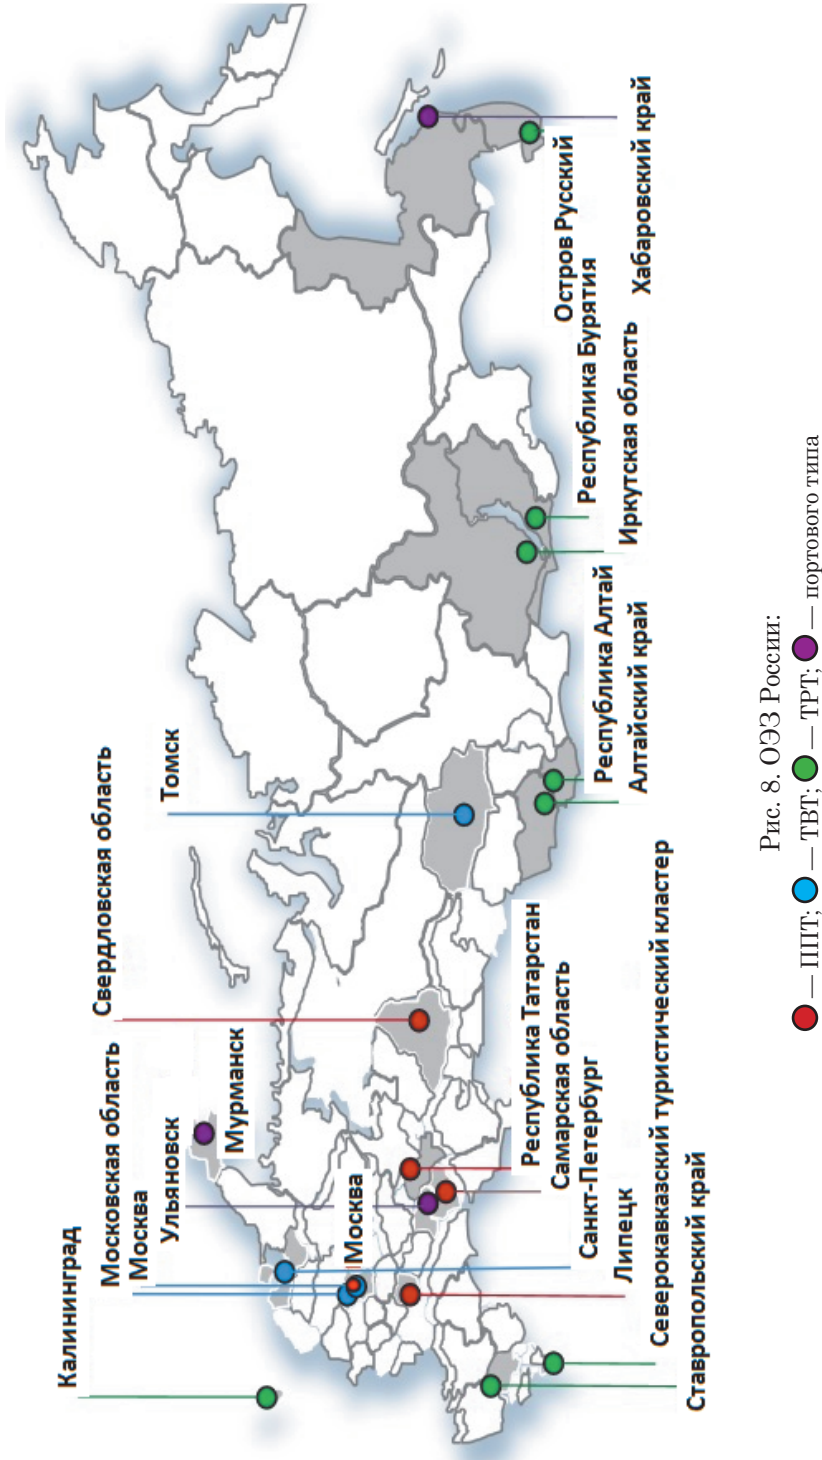 Калининград
Московская область
Москва
Ульяновск
Мурманск
Свердловская область
Томск
Москва
Республика Татарстан
Самарская область
Санкт-Петербург
Липецк
Северокавказский туристический кластер
Ставропольский край
Республика Алтай
Алтайский край
Остров Русский
Республика Бурятия
Иркутская область
Хабаровский край
Рис. 8. ОЭЗ России:
— ППТ; — ТВТ; — ТРТ; — портового типа